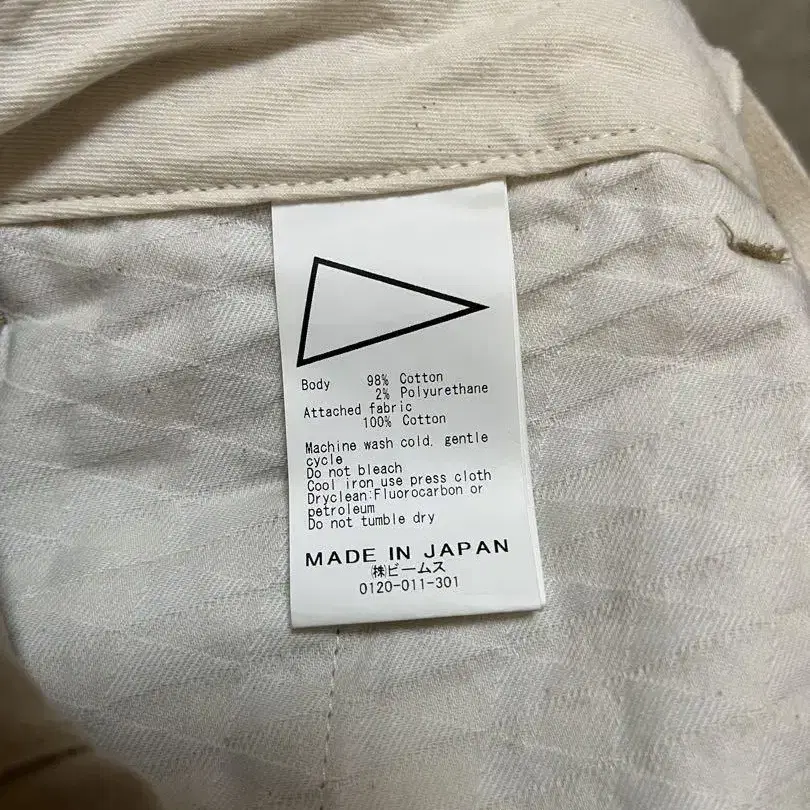 Body 98% Cotton
2% Polyurethane
Attached fabric
100% Cotton
Machine wash cold. gentle
cycle
Do not bleach
Cool iron use press cloth
Dryclean:Fluorocarbon or
petroleum
Do not tumble dry
MADE IN JAPAN
㈱ビームス
0120-011-301